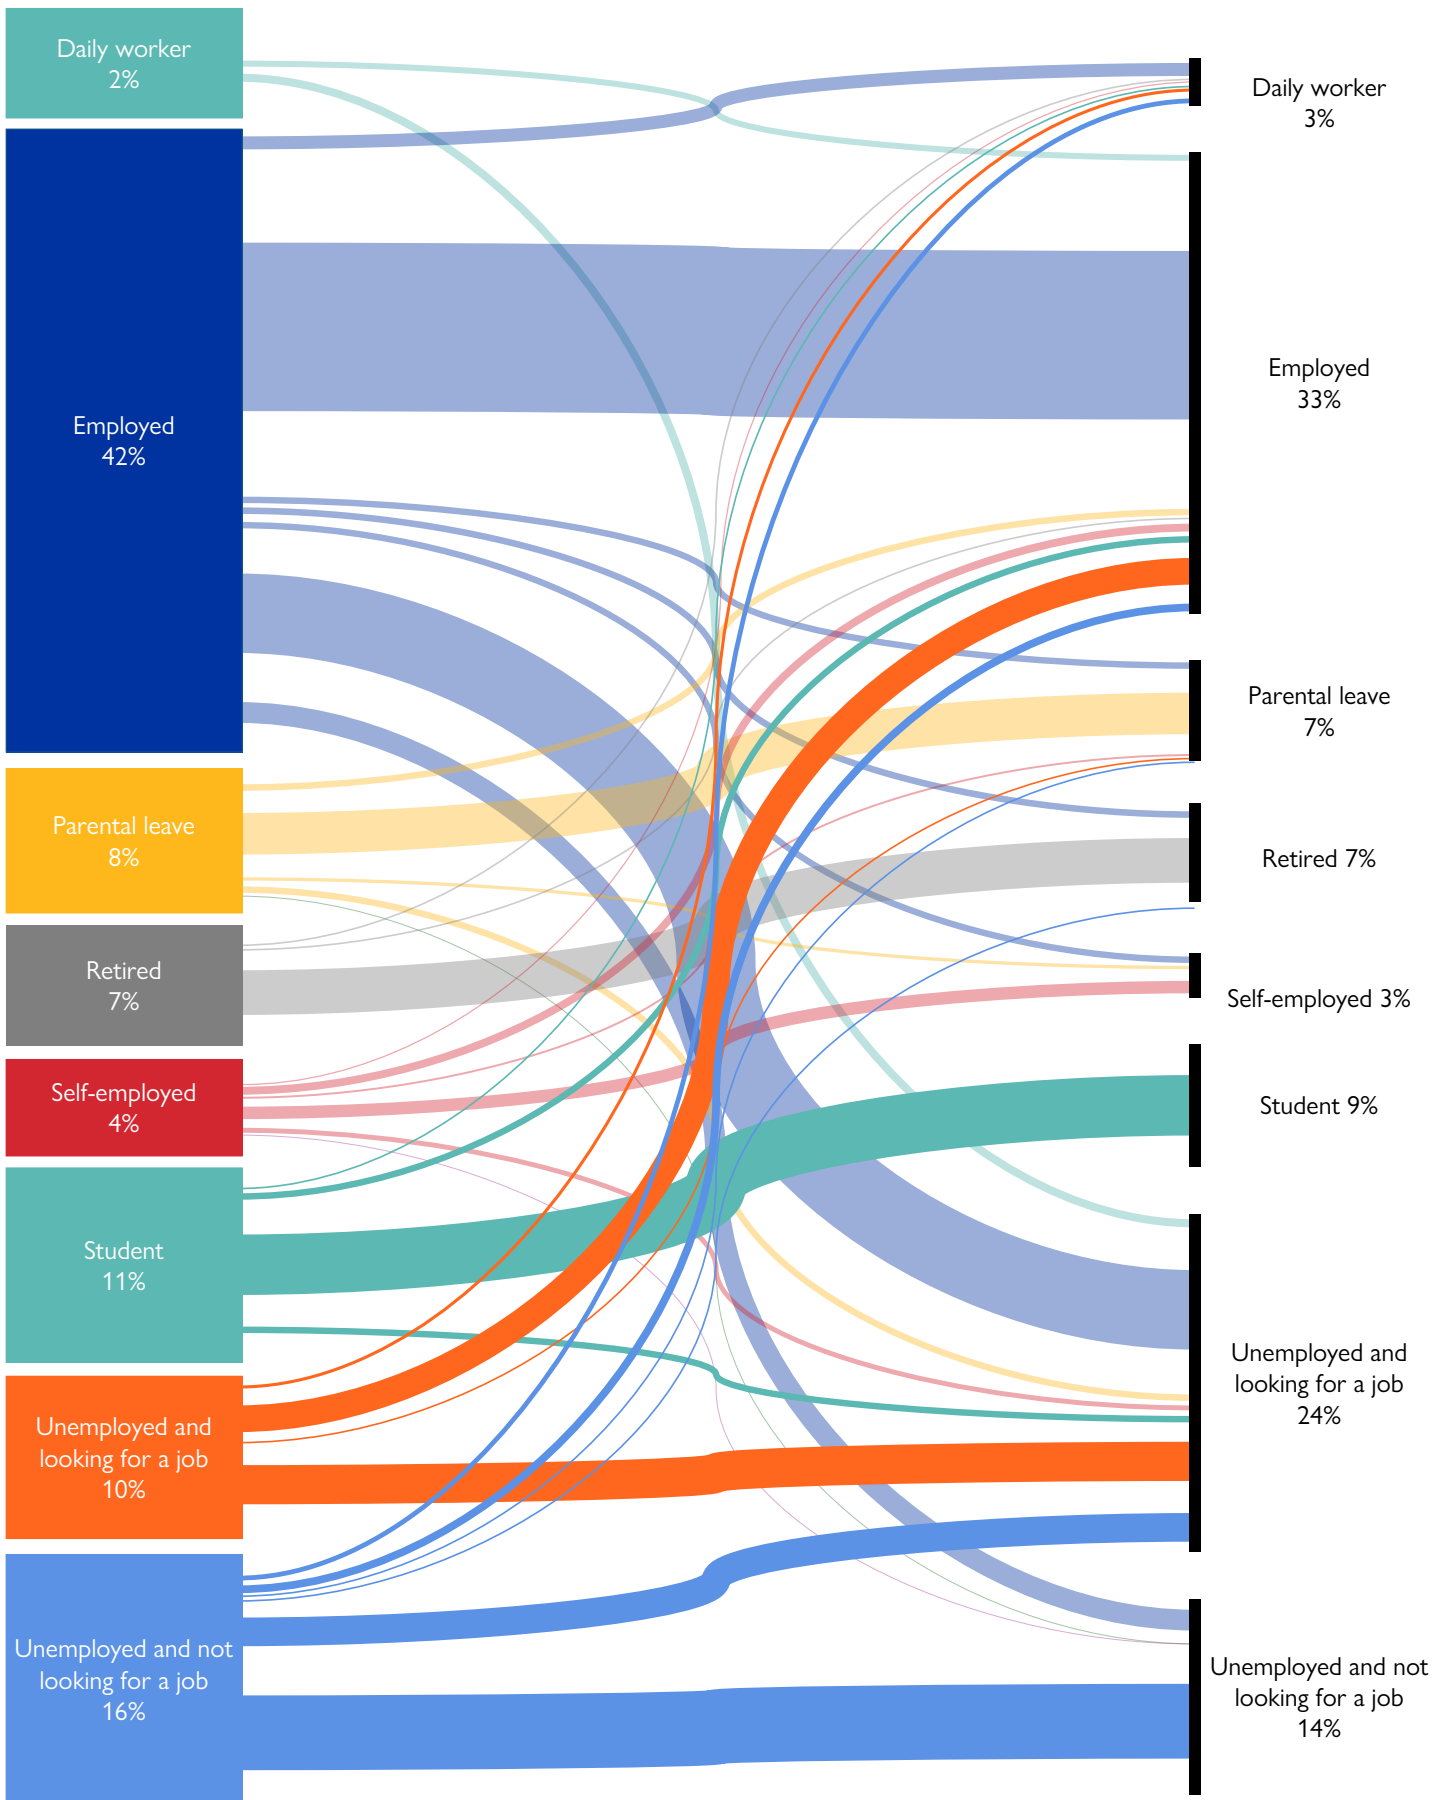 Daily worker
2%
Employed
42%
Parental leave
8%
Retired
7%
Self-employed
4%
Student
11%
Unemployed and
looking for a job
10%
Unemployed and not
looking for a job
16%
Daily worker
3%
Employed
33%
Parental leave
7%
Retired 7%
Self-employed 3%
Student 9%
Unemployed and
looking for a job
24%
Unemployed and not
looking for a job
14%